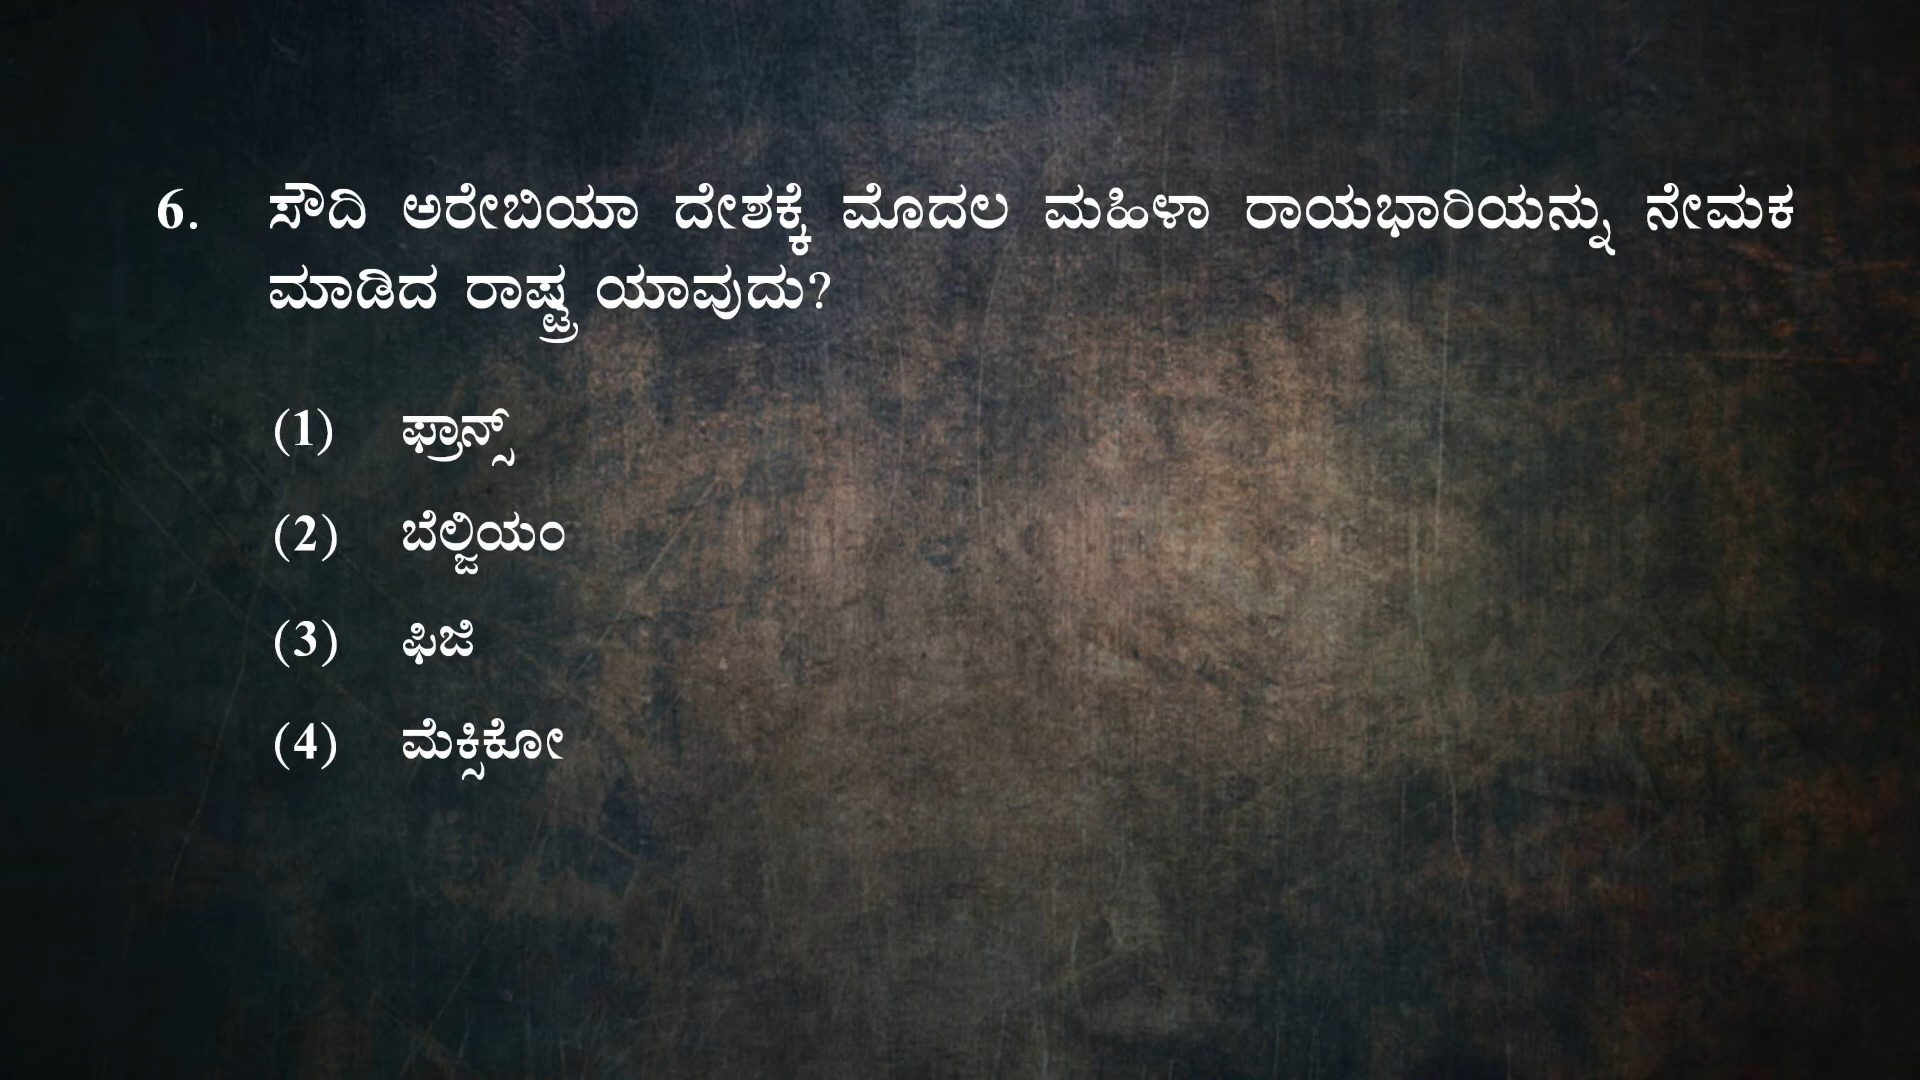 6. ಸೌದಿ ಅರೇಬಿಯಾ ದೇಶಕ್ಕೆ ಮೊದಲ ಮಹಿಳಾ ರಾಯಭಾರಿಯನ್ನು ನೇಮಕ
ಮಾಡಿದ ರಾಷ್ಟ್ರ ಯಾವುದು?
(1) ಫ್ರಾನ್ಸ್
(2) ಬೆಲ್ಜಿಯಂ
(3) ಫಿಜಿ
(4) ಮೆಕ್ಸಿಕೋ